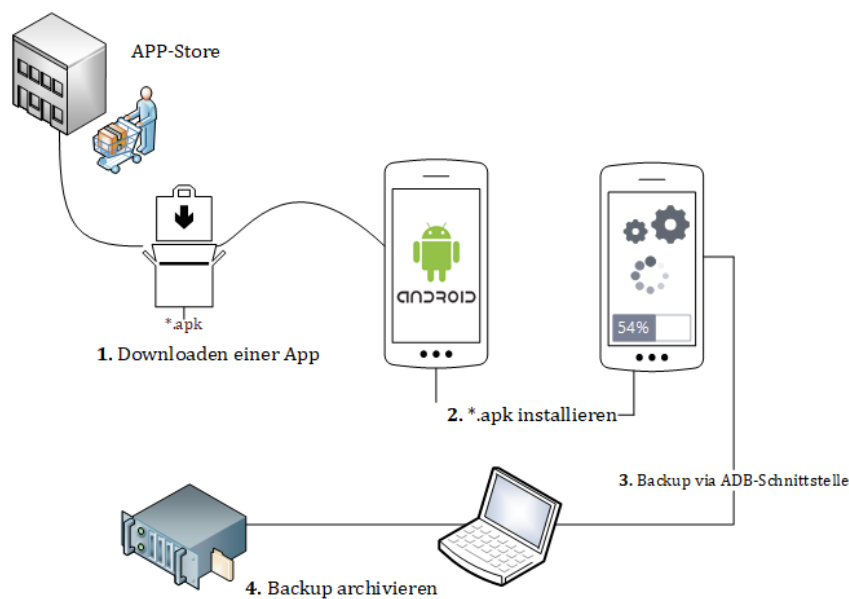 APP-Store
*.apk
1. Downloaden einer App
ANDROID
54%
2. *.apk installieren
3. Backup via ADB-Schnittstelle
4. Backup archivieren